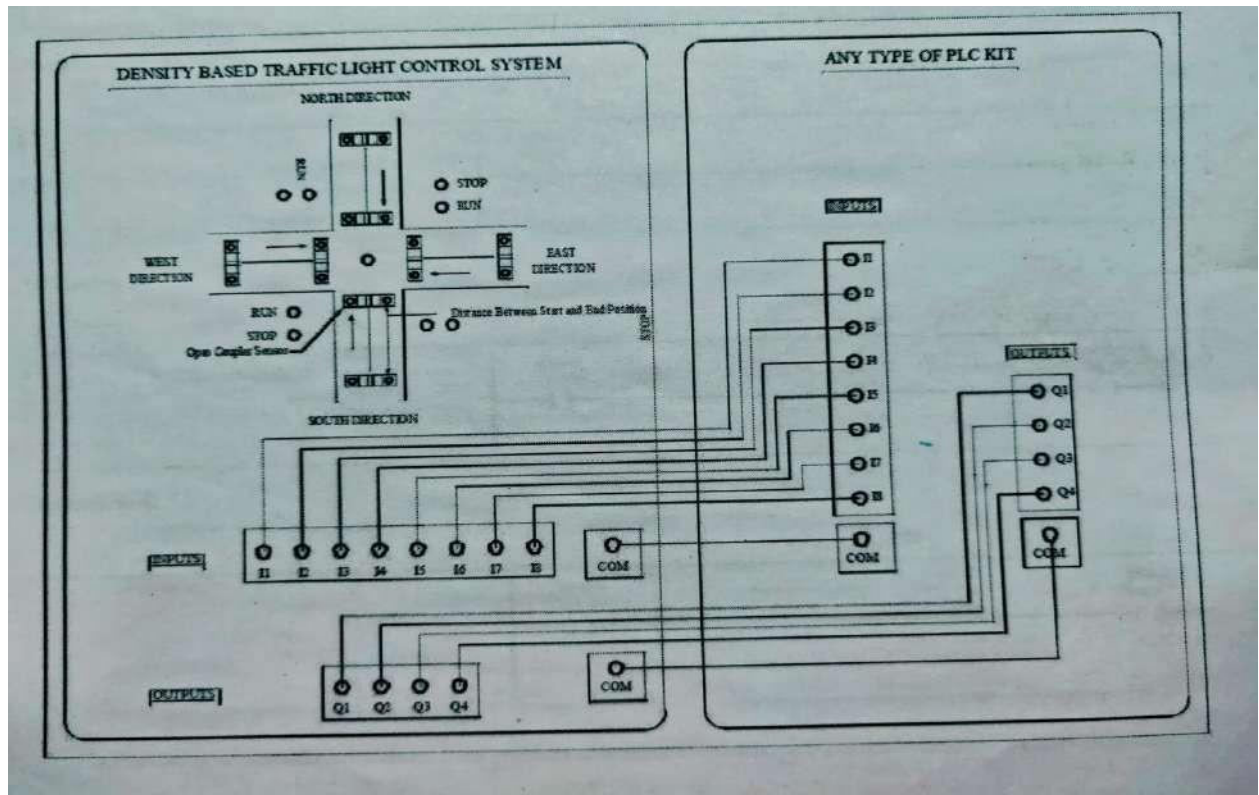 DENSITY BASED TRAFFIC LIGHT CONTROL SYSTEM
NORTH DIRECTION
RUN
STOP
RUN
WEST
DIRECTION
EAST
DIRECTION
RUN
STOP
Distance Between Start and End Position
STOP
Opto Coupler Sensor
SOUTH DIRECTION
INPUTS
I1 I2 I3 I4 I5 I6 I7 I8
COM
OUTPUTS
Q1 Q2 Q3 Q4
COM
ANY TYPE OF PLC KIT
INPUTS
I1
I2
I3
I4
I5
I6
I7
I8
COM
OUTPUTS
Q1
Q2
Q3
Q4
COM